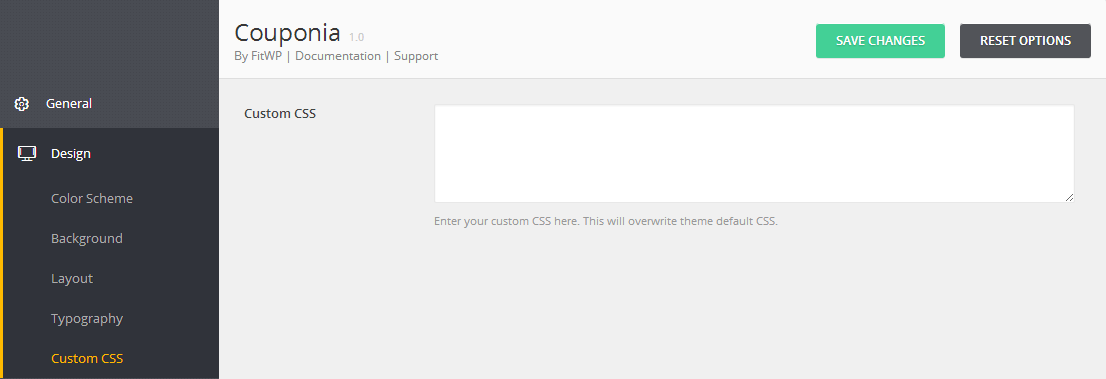 Couponia 1.0
By FitWP | Documentation | Support
SAVE CHANGES
RESET OPTIONS
General
Design
Color Scheme
Background
Layout
Typography
Custom CSS
Custom CSS
Enter your custom CSS here. This will overwrite theme default CSS.